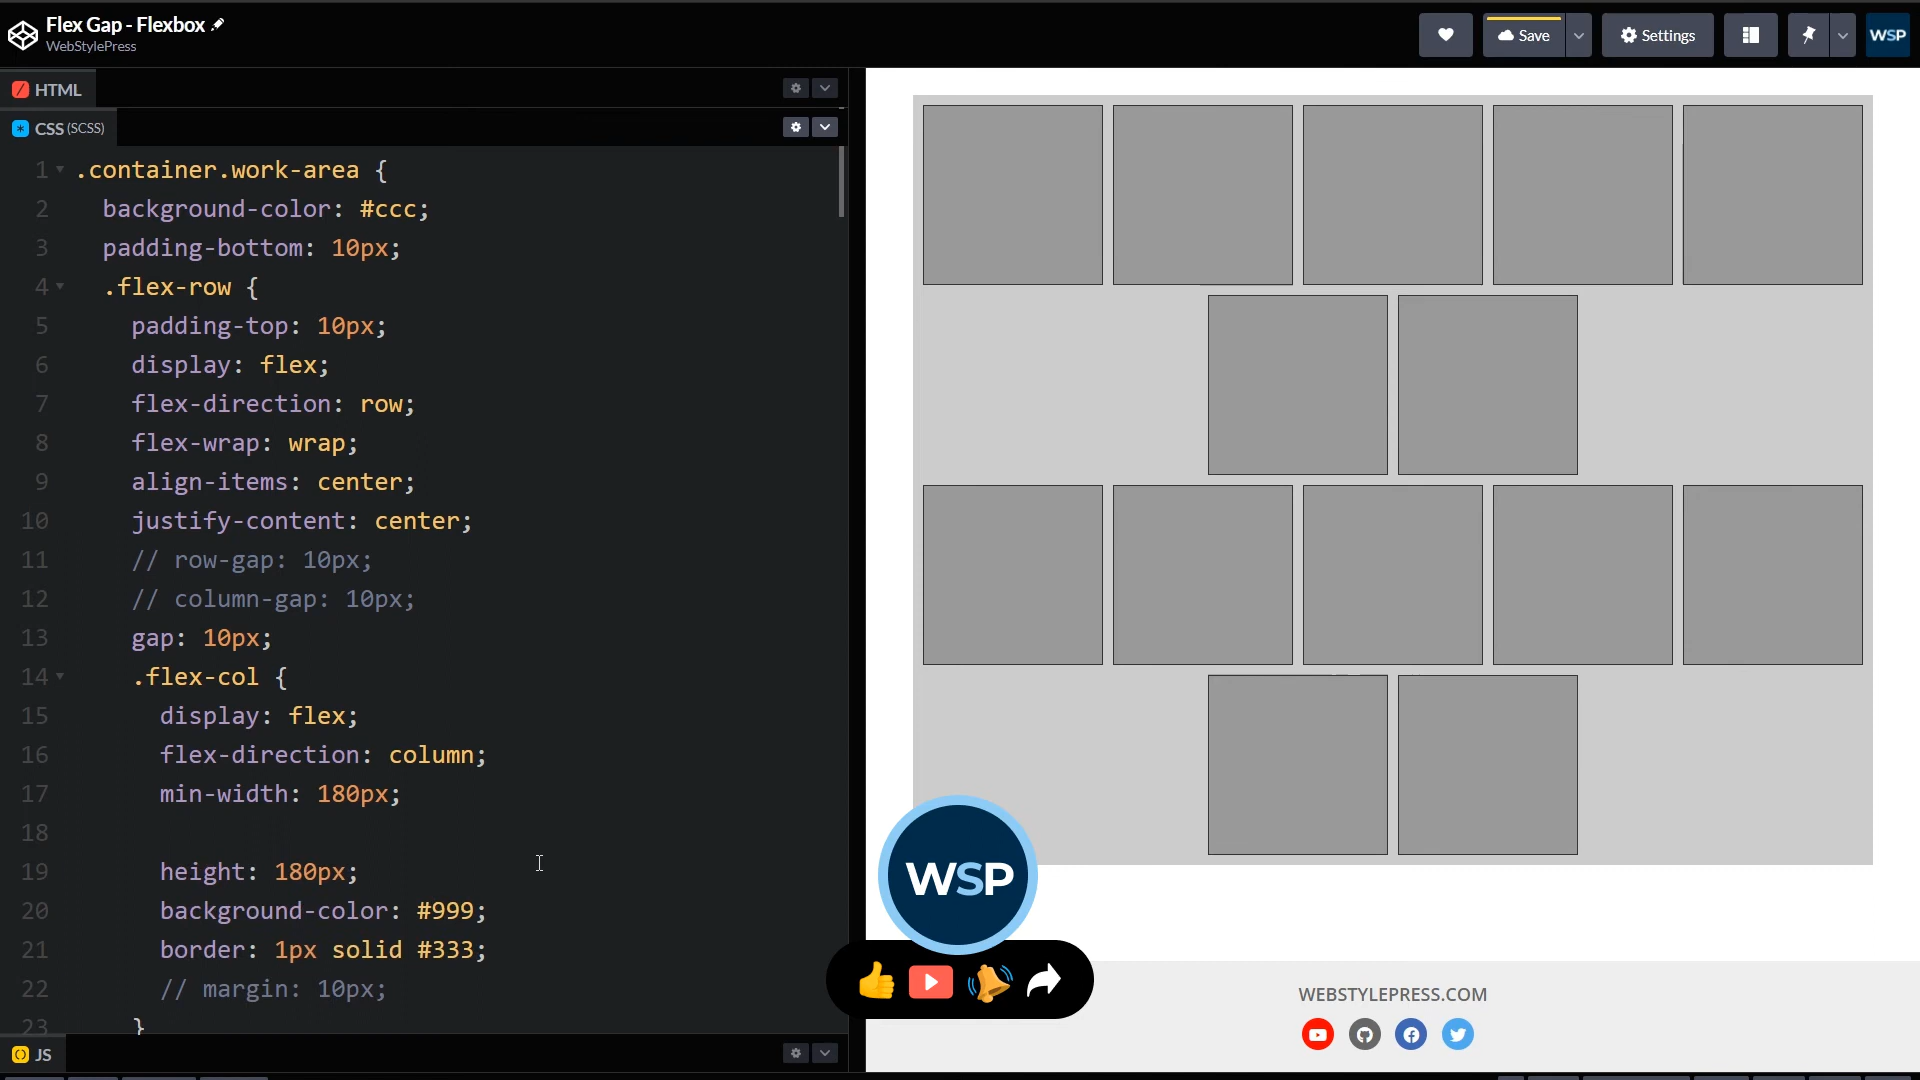 Flex Gap - Flexbox
WebStylePress
Save
Settings
WSP
HTML
CSS (SCSS)
1 .container.work-area {
2 background-color: #ccc;
3 padding-bottom: 10px;
4 .flex-row {
5 padding-top: 10px;
6 display: flex;
7 flex-direction: row;
8 flex-wrap: wrap;
9 align-items: center;
10 justify-content: center;
11 // row-gap: 10px;
12 // column-gap: 10px;
13 gap: 10px;
14 .flex-col {
15 display: flex;
16 flex-direction: column;
17 min-width: 180px;
18
19 height: 180px;
20 background-color: #999;
21 border: 1px solid #333;
22 // margin: 10px;
23 }
JS
WSP
WEBSTYLEPRESS.COM